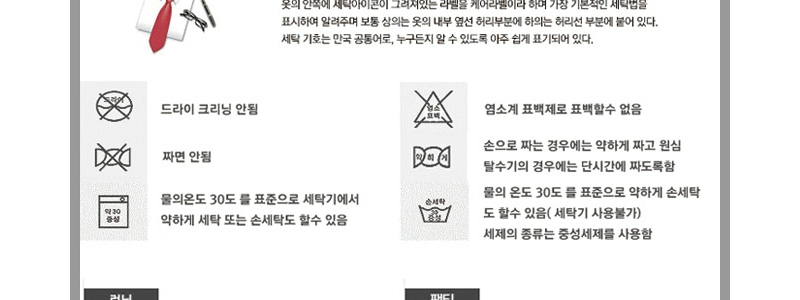 옷의 안쪽에 세탁아이콘이 그려져있는 라벨을 케어라벨이라 하며 가장 기본적인 세탁법을
표시하여 알려주며 보통 상의는 옷의 내부 옆선 허리부분에 하의는 허리선 부분에 붙어 있다.
세탁 기호는 만국 공통어로, 누구든지 알 수 있도록 아주 쉽게 표기되어 있다.
드라이
드라이 크리닝 안됨
짜면 안됨
약30
중성
물의온도 30도 를 표준으로 세탁기에서
약하게 세탁 또는 손세탁도 할수 있음
염소
표백
염소계 표백제로 표백할수 없음
약하게
손으로 짜는 경우에는 약하게 짜고 원심
탈수기의 경우에는 단시간에 짜도록함
손세탁
30
중성
물의 온도 30도 를 표준으로 약하게 손세탁
도 할수 있음( 세탁기 사용불가)
세제의 종류는 중성세제를 사용함